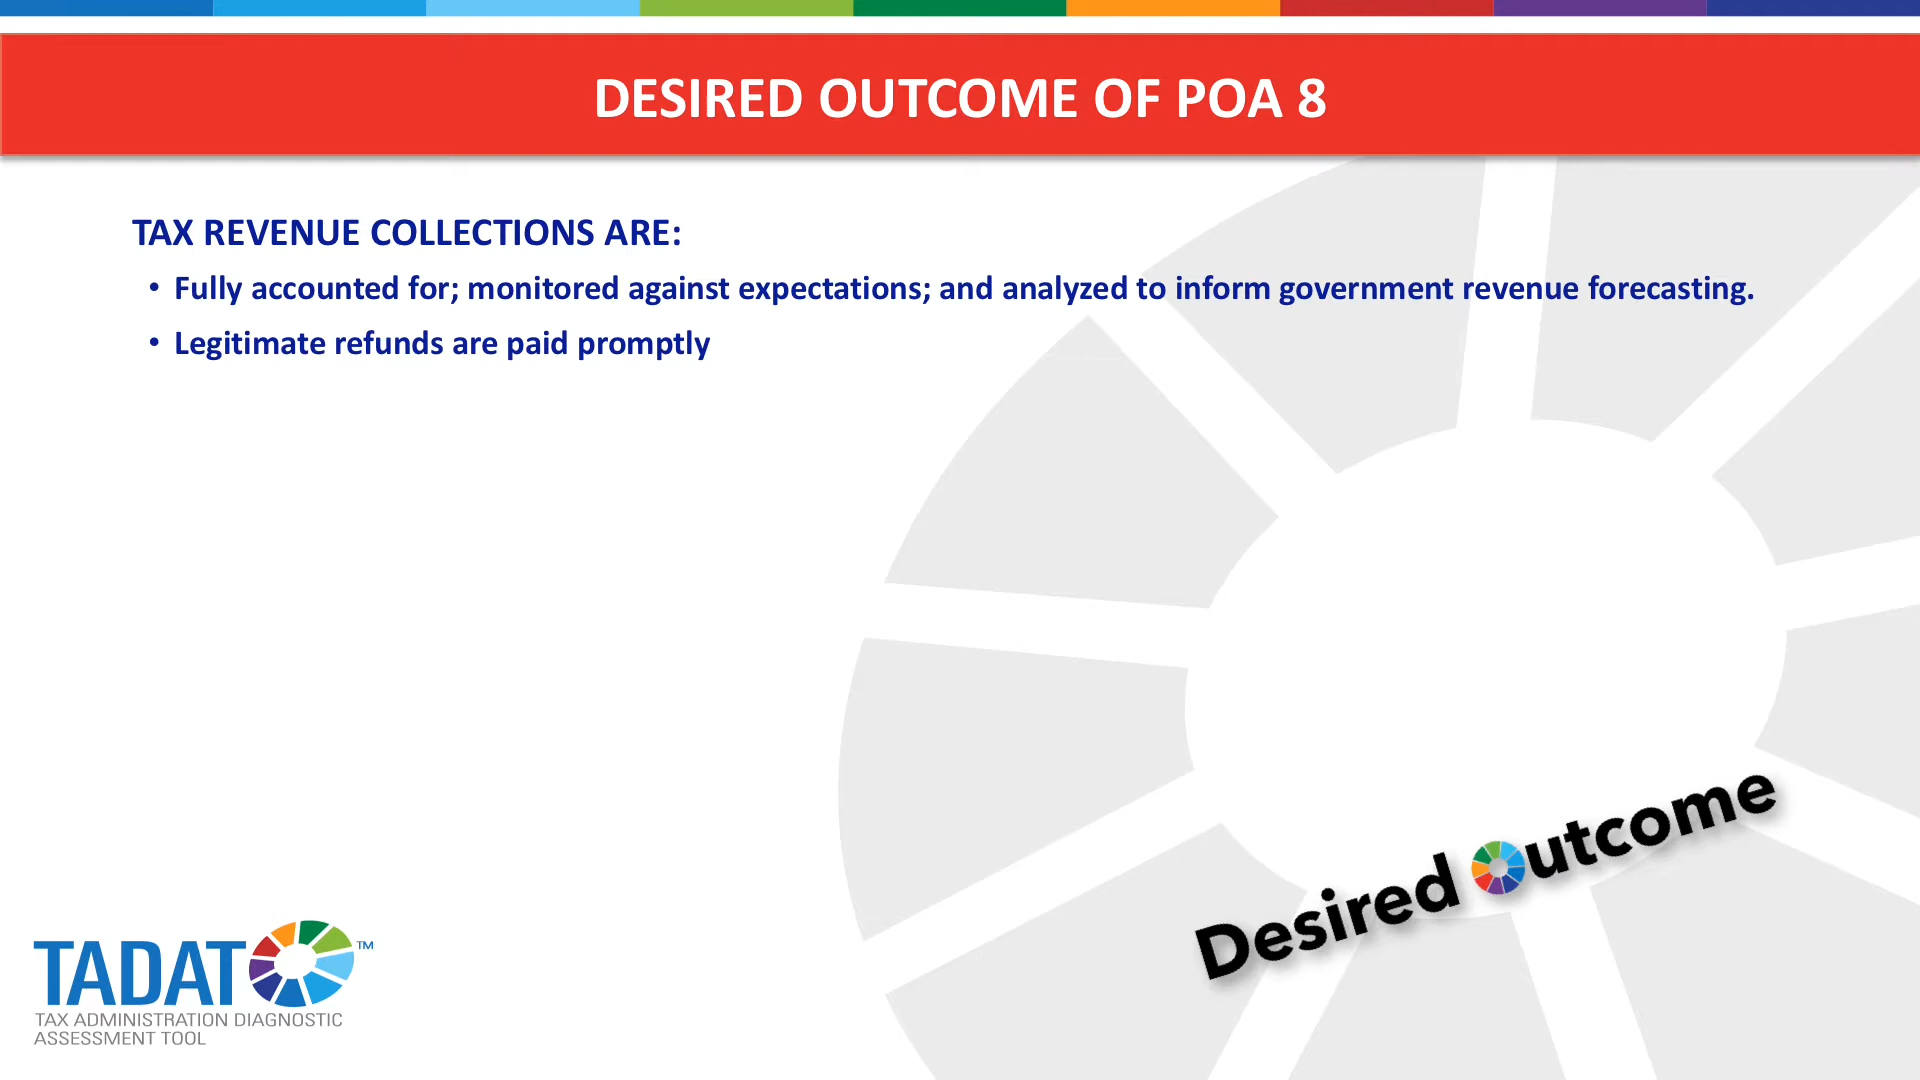 DESIRED OUTCOME OF POA 8
TAX REVENUE COLLECTIONS ARE:
• Fully accounted for; monitored against expectations; and analyzed to inform government revenue forecasting.
• Legitimate refunds are paid promptly
Desired Outcome
TADAT™
TAX ADMINISTRATION DIAGNOSTIC
ASSESSMENT TOOL